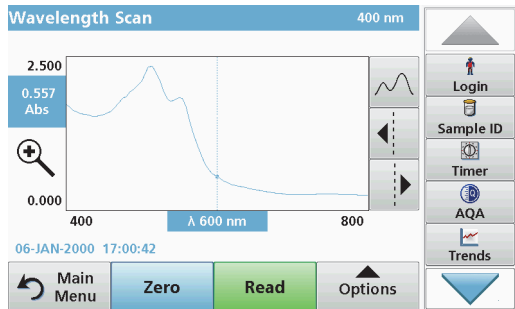 Wavelength Scan 400 nm
2.500
0.557
Abs
0.000
400 λ 600 nm 800
06-JAN-2000 17:00:42
Main
Menu
Zero
Read
Options
Login
Sample ID
Timer
AQA
Trends